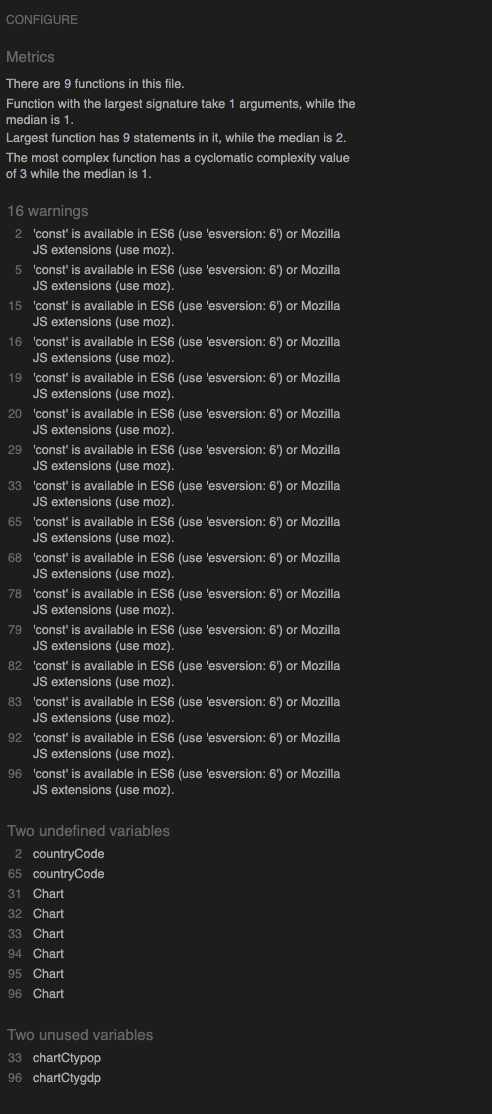 CONFIGURE
Metrics
There are 9 functions in this file.
Function with the largest signature take 1 arguments, while the
median is 1.
Largest function has 9 statements in it, while the median is 2.
The most complex function has a cyclomatic complexity value
of 3 while the median is 1.
16 warnings
2 'const' is available in ES6 (use 'esversion: 6') or Mozilla
JS extensions (use moz).
5 'const' is available in ES6 (use 'esversion: 6') or Mozilla
JS extensions (use moz).
15 'const' is available in ES6 (use 'esversion: 6') or Mozilla
JS extensions (use moz).
16 'const' is available in ES6 (use 'esversion: 6') or Mozilla
JS extensions (use moz).
19 'const' is available in ES6 (use 'esversion: 6') or Mozilla
JS extensions (use moz).
20 'const' is available in ES6 (use 'esversion: 6') or Mozilla
JS extensions (use moz).
29 'const' is available in ES6 (use 'esversion: 6') or Mozilla
JS extensions (use moz).
33 'const' is available in ES6 (use 'esversion: 6') or Mozilla
JS extensions (use moz).
65 'const' is available in ES6 (use 'esversion: 6') or Mozilla
JS extensions (use moz).
68 'const' is available in ES6 (use 'esversion: 6') or Mozilla
JS extensions (use moz).
78 'const' is available in ES6 (use 'esversion: 6') or Mozilla
JS extensions (use moz).
79 'const' is available in ES6 (use 'esversion: 6') or Mozilla
JS extensions (use moz).
82 'const' is available in ES6 (use 'esversion: 6') or Mozilla
JS extensions (use moz).
83 'const' is available in ES6 (use 'esversion: 6') or Mozilla
JS extensions (use moz).
92 'const' is available in ES6 (use 'esversion: 6') or Mozilla
JS extensions (use moz).
96 'const' is available in ES6 (use 'esversion: 6') or Mozilla
JS extensions (use moz).
Two undefined variables
2 countryCode
65 countryCode
31 Chart
32 Chart
33 Chart
94 Chart
95 Chart
96 Chart
Two unused variables
33 chartCtypop
96 chartCtygdp